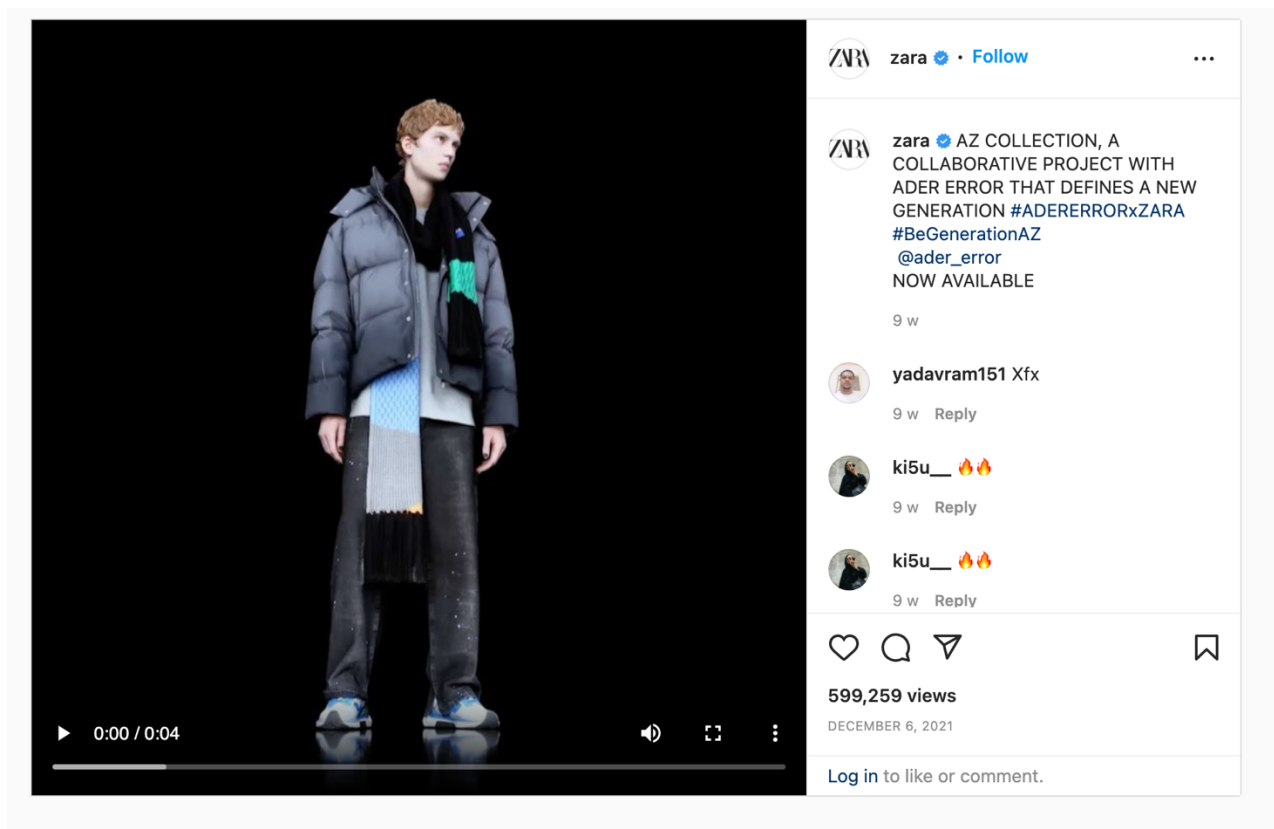 ZARA
zara • Follow
ZARA
zara AZ COLLECTION, A
COLLABORATIVE PROJECT WITH
ADER ERROR THAT DEFINES A NEW
GENERATION #ADERERRORxZARA
#BeGenerationAZ
@ader_error
NOW AVAILABLE
9 w
yadavram151 Xfx
9 w Reply
ki5u__ 🔥🔥
9 w Reply
ki5u__ 🔥🔥
9 w Reply
0:00 / 0:04
599,259 views
DECEMBER 6, 2021
Log in to like or comment.